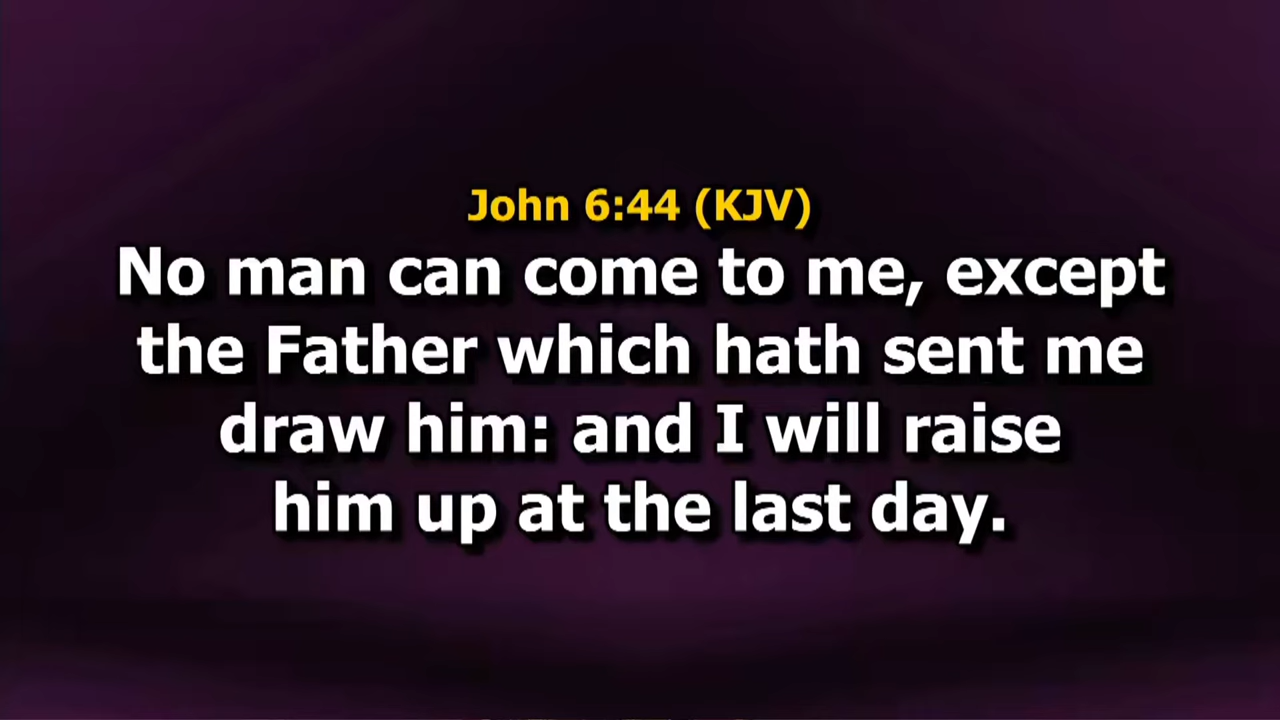 John 6:44 (KJV)
No man can come to me, except
the Father which hath sent me
draw him: and I will raise
him up at the last day.